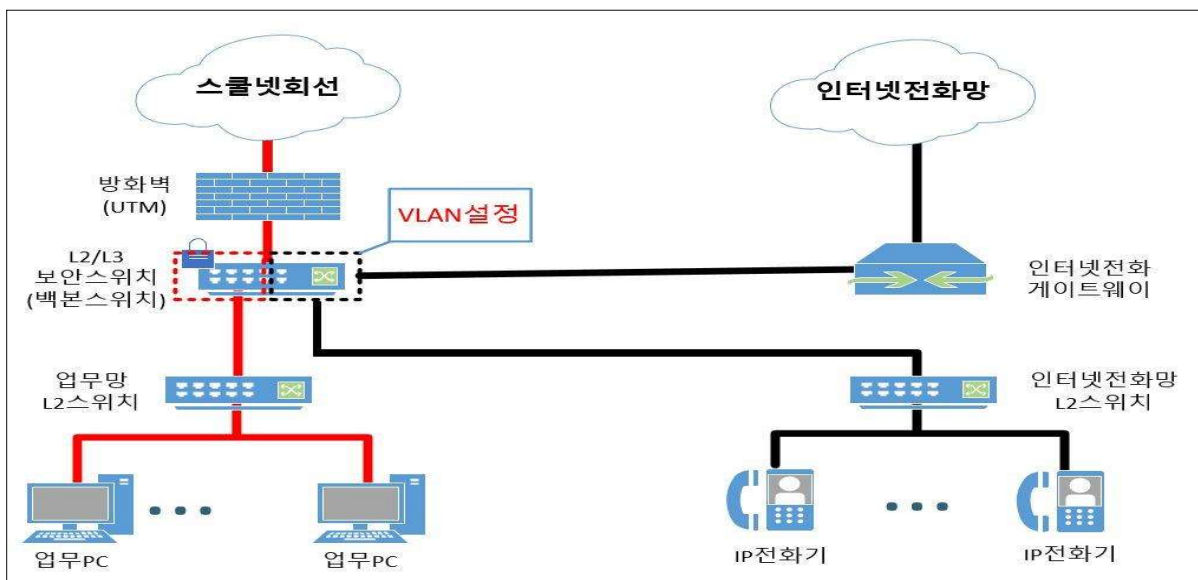 스쿨넷회선
인터넷전화망
방화벽
(UTM)
VLAN설정
L2/L3
보안스위치
(백본스위치)
인터넷전화
게이트웨이
업무망
L2스위치
인터넷전화망
L2스위치
업무PC
업무PC
IP전화기
IP전화기